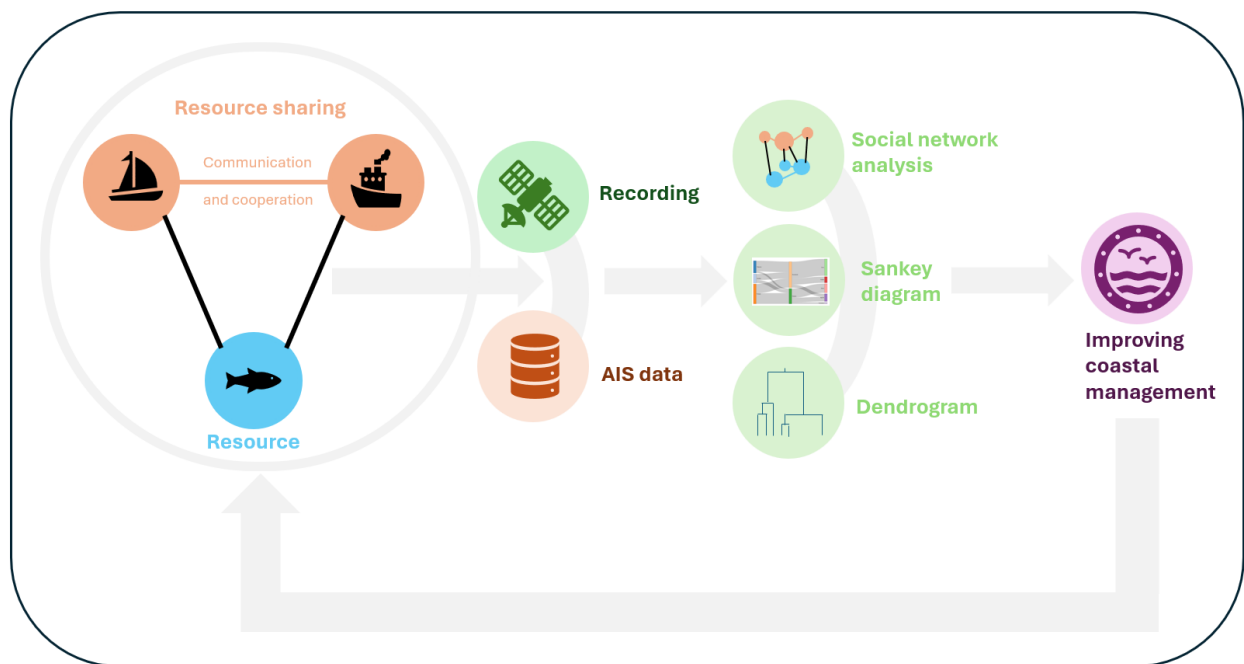 Resource sharing
Communication
and cooperation
Resource
Recording
AIS data
Social network
analysis
Sankey
diagram
Dendrogram
Improving
coastal
management